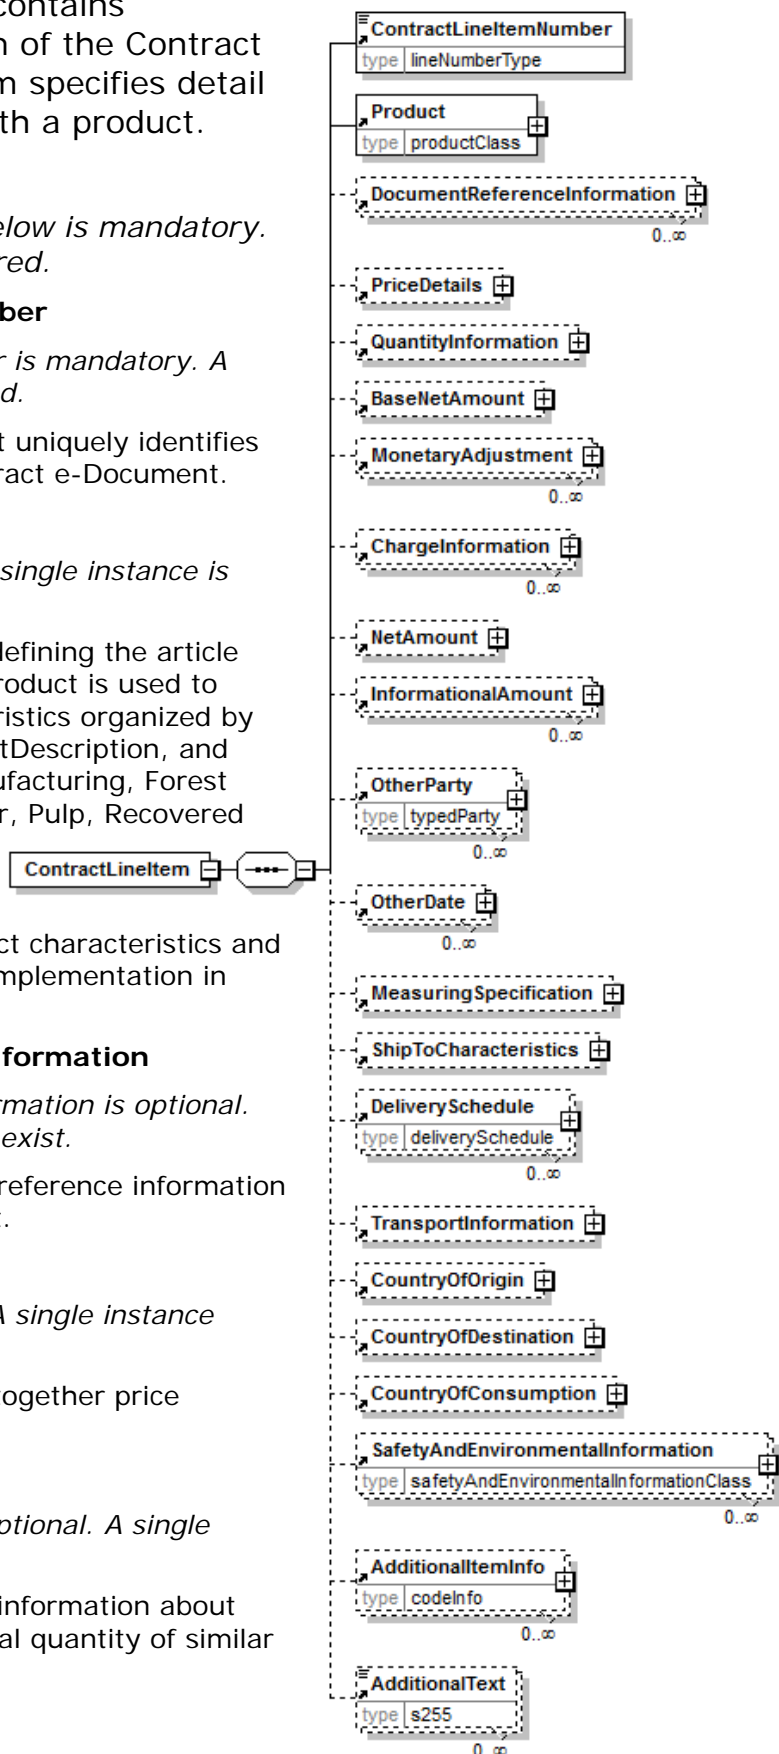 contains
n of the Contract
m specifies detail
th a product.
elow is mandatory.
red.
ber
r is mandatory. A
d.
t uniquely identifies
ract e-Document.
single instance is
defining the article
roduct is used to
ristics organized by
tDescription, and
ufacturing, Forest
r, Pulp, Recovered
ContractLineItem
ct characteristics and
mplementation in
nformation
rmation is optional.
exist.
reference information
t.
A single instance
together price
ptional. A single
information about
al quantity of similar
ContractLineItemNumber
type lineNumberType
Product
type productClass
DocumentReferenceInformation
0..∞
PriceDetails
QuantityInformation
BaseNetAmount
MonetaryAdjustment
0..∞
ChargeInformation
0..∞
NetAmount
InformationalAmount
0..∞
OtherParty
type typedParty
0..∞
OtherDate
0..∞
MeasuringSpecification
ShipToCharacteristics
DeliverySchedule
type deliverySchedule
0..∞
TransportInformation
CountryOfOrigin
CountryOfDestination
CountryOfConsumption
SafetyAndEnvironmentalInformation
type safetyAndEnvironmentalInformationClass
0..∞
AdditionalItemInfo
type codeInfo
0..∞
AdditionalText
type s255
0..∞